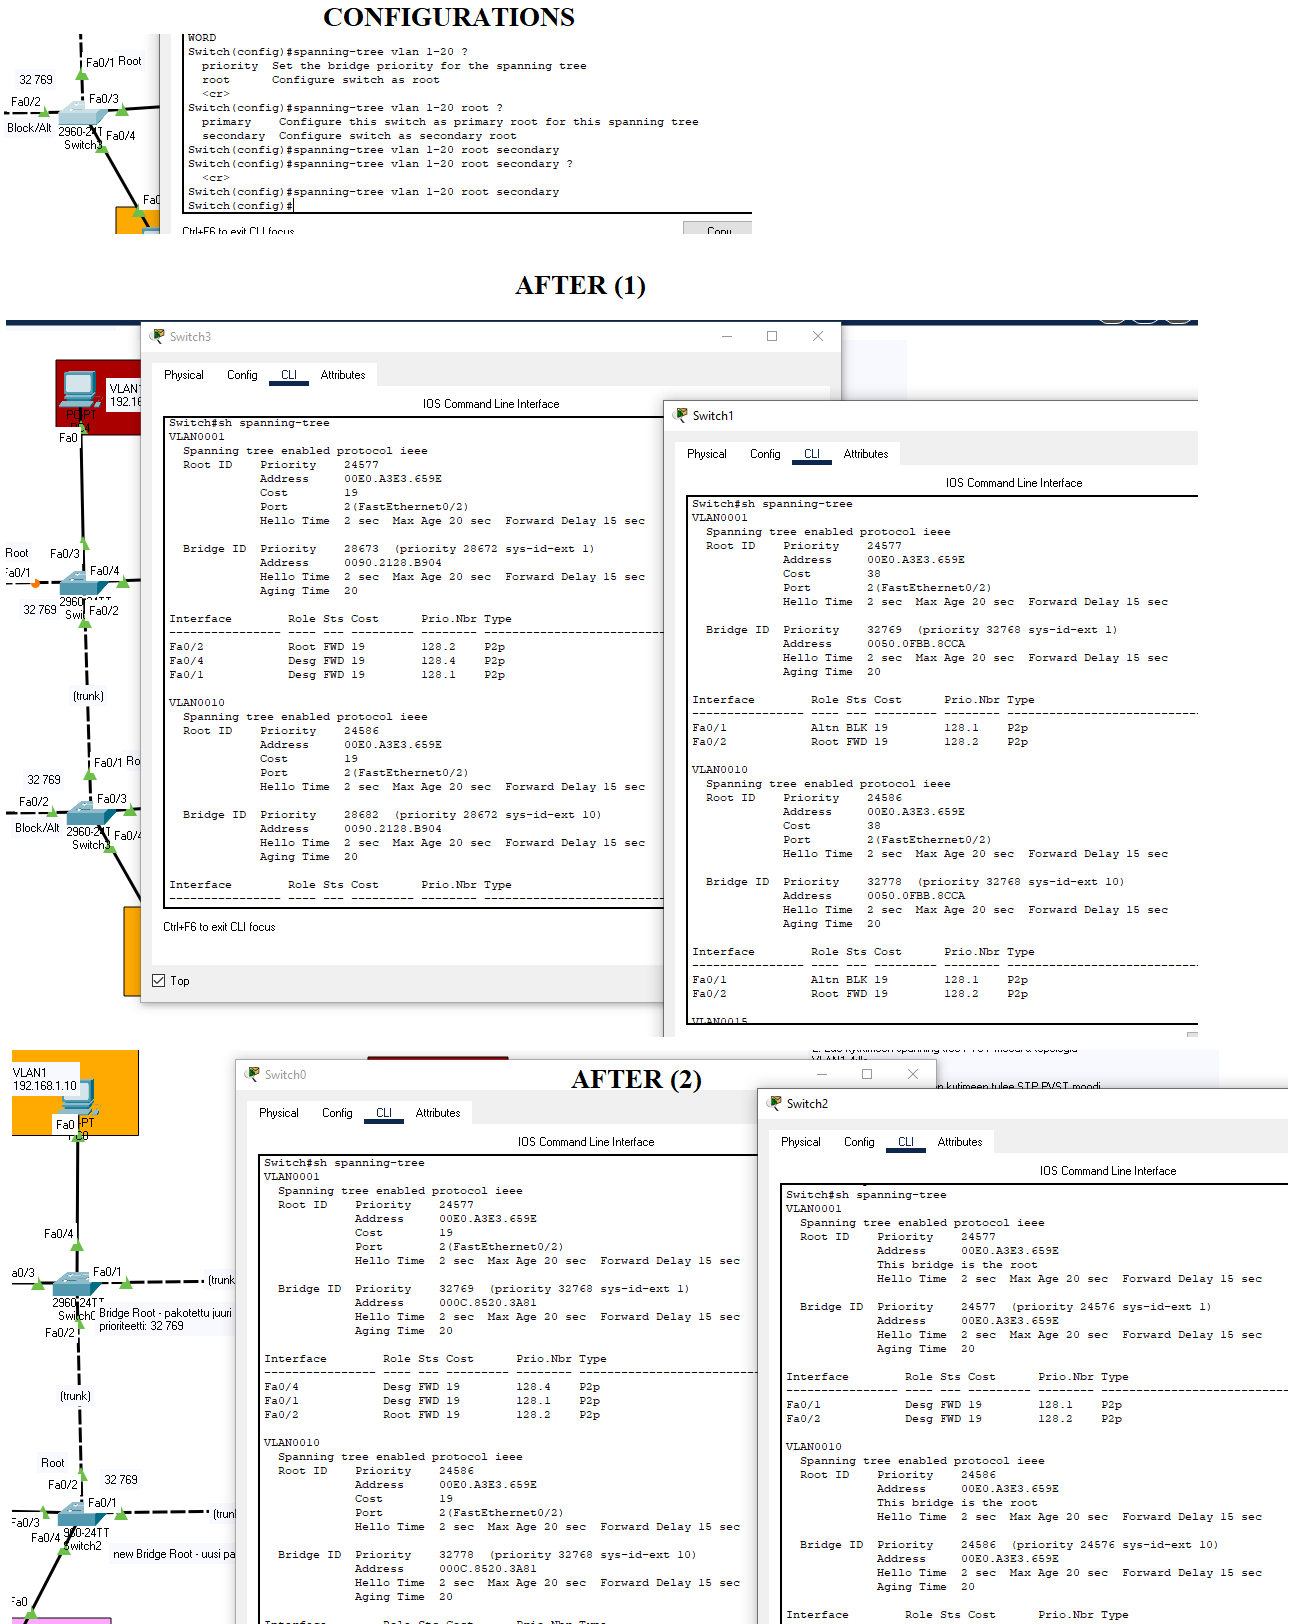 CONFIGURATIONS
WORD
Switch(config)#spanning-tree vlan 1-20 ?
priority  Set the bridge priority for the spanning tree
root      Configure switch as root
<cr>
Switch(config)#spanning-tree vlan 1-20 root ?
primary    Configure this switch as primary root for this spanning tree
secondary  Configure switch as secondary root
Switch(config)#spanning-tree vlan 1-20 root secondary
Switch(config)#spanning-tree vlan 1-20 root secondary ?
<cr>
Switch(config)#spanning-tree vlan 1-20 root secondary
Switch(config)#
Ctrl+F6 to exit CLI focus
Copy
Fa0/1 Root
32 769
Fa0/2
Fa0/3
Block/Alt
2960-24T
Fa0/4
Switch3
Fa0
AFTER (1)
Switch3
Physical Config CLI Attributes
IOS Command Line Interface
Switch#sh spanning-tree
VLAN0001
Spanning tree enabled protocol ieee
Root ID    Priority    24577
Address     00E0.A3E3.659E
Cost        19
Port        2(FastEthernet0/2)
Hello Time  2 sec  Max Age 20 sec  Forward Delay 15 sec
Bridge ID  Priority    28673  (priority 28672 sys-id-ext 1)
Address     0090.2128.B904
Hello Time  2 sec  Max Age 20 sec  Forward Delay 15 sec
Aging Time  20
Interface        Role Sts Cost      Prio.Nbr Type
---------------- ---- --- --------- -------- --------------------------
Fa0/2            Root FWD 19        128.2    P2p
Fa0/4            Desg FWD 19        128.4    P2p
Fa0/1            Desg FWD 19        128.1    P2p
VLAN0010
Spanning tree enabled protocol ieee
Root ID    Priority    24586
Address     00E0.A3E3.659E
Cost        19
Port        2(FastEthernet0/2)
Hello Time  2 sec  Max Age 20 sec  Forward Delay 15 sec
Bridge ID  Priority    28682  (priority 28672 sys-id-ext 10)
Address     0090.2128.B904
Hello Time  2 sec  Max Age 20 sec  Forward Delay 15 sec
Aging Time  20
Interface        Role Sts Cost      Prio.Nbr Type
---------------- ---- --- --------- -------- --------------------------
Ctrl+F6 to exit CLI focus
Top
VLAN1
192.16
Fa0
Root
Fa0/3
Fa0/1
Fa0/4
2960-24TT
32 769
Fa0/2
(trunk)
Fa0/1 Ro
32 769
Fa0/2
Fa0/3
Block/Alt
2960-24T
Fa0/4
Switch3
Switch1
Physical Config CLI Attributes
IOS Command Line Interface
Switch#sh spanning-tree
VLAN0001
Spanning tree enabled protocol ieee
Root ID    Priority    24577
Address     00E0.A3E3.659E
Cost        38
Port        2(FastEthernet0/2)
Hello Time  2 sec  Max Age 20 sec  Forward Delay 15 sec
Bridge ID  Priority    32769  (priority 32768 sys-id-ext 1)
Address     0050.0FBB.8CCA
Hello Time  2 sec  Max Age 20 sec  Forward Delay 15 sec
Aging Time  20
Interface        Role Sts Cost      Prio.Nbr Type
---------------- ---- --- --------- -------- --------------------------
Fa0/1            Altn BLK 19        128.1    P2p
Fa0/2            Root FWD 19        128.2    P2p
VLAN0010
Spanning tree enabled protocol ieee
Root ID    Priority    24586
Address     00E0.A3E3.659E
Cost        38
Port        2(FastEthernet0/2)
Hello Time  2 sec  Max Age 20 sec  Forward Delay 15 sec
Bridge ID  Priority    32778  (priority 32768 sys-id-ext 10)
Address     0050.0FBB.8CCA
Hello Time  2 sec  Max Age 20 sec  Forward Delay 15 sec
Aging Time  20
Interface        Role Sts Cost      Prio.Nbr Type
---------------- ---- --- --------- -------- --------------------------
Fa0/1            Altn BLK 19        128.1    P2p
Fa0/2            Root FWD 19        128.2    P2p
VLAN0015
AFTER (2)
kutimeen tulee STP PVST moodi
VLAN1
192.168.1.10
Fa0
Fa0/4
a0/3
Fa0/1
(trunk
2960-24TT
Bridge Root - pakotettu juuri
prioriteetti: 32 769
Fa0/2
(trunk)
Root
32 769
Fa0/2
Fa0/1
(trun
Fa0/3
Fa0/4
Switch2
new Bridge Root - uusi pa
Fa0
Switch0
Physical Config CLI Attributes
IOS Command Line Interface
Switch#sh spanning-tree
VLAN0001
Spanning tree enabled protocol ieee
Root ID    Priority    24577
Address     00E0.A3E3.659E
Cost        19
Port        2(FastEthernet0/2)
Hello Time  2 sec  Max Age 20 sec  Forward Delay 15 sec
Bridge ID  Priority    32769  (priority 32768 sys-id-ext 1)
Address     000C.8520.3A81
Hello Time  2 sec  Max Age 20 sec  Forward Delay 15 sec
Aging Time  20
Interface        Role Sts Cost      Prio.Nbr Type
---------------- ---- --- --------- -------- --------------------------
Fa0/4            Desg FWD 19        128.4    P2p
Fa0/1            Desg FWD 19        128.1    P2p
Fa0/2            Root FWD 19        128.2    P2p
VLAN0010
Spanning tree enabled protocol ieee
Root ID    Priority    24586
Address     00E0.A3E3.659E
Cost        19
Port        2(FastEthernet0/2)
Hello Time  2 sec  Max Age 20 sec  Forward Delay 15 sec
Bridge ID  Priority    32778  (priority 32768 sys-id-ext 10)
Address     000C.8520.3A81
Hello Time  2 sec  Max Age 20 sec  Forward Delay 15 sec
Aging Time  20
Interface        Role Sts Cost      Prio.Nbr Type
Switch2
Physical Config CLI Attributes
IOS Command Line Interface
Switch#sh spanning-tree
VLAN0001
Spanning tree enabled protocol ieee
Root ID    Priority    24577
Address     00E0.A3E3.659E
This bridge is the root
Hello Time  2 sec  Max Age 20 sec  Forward Delay 15 sec
Bridge ID  Priority    24577  (priority 24576 sys-id-ext 1)
Address     00E0.A3E3.659E
Hello Time  2 sec  Max Age 20 sec  Forward Delay 15 sec
Aging Time  20
Interface        Role Sts Cost      Prio.Nbr Type
---------------- ---- --- --------- -------- --------------------------
Fa0/1            Desg FWD 19        128.1    P2p
Fa0/2            Desg FWD 19        128.2    P2p
VLAN0010
Spanning tree enabled protocol ieee
Root ID    Priority    24586
Address     00E0.A3E3.659E
This bridge is the root
Hello Time  2 sec  Max Age 20 sec  Forward Delay 15 sec
Bridge ID  Priority    24586  (priority 24576 sys-id-ext 10)
Address     00E0.A3E3.659E
Hello Time  2 sec  Max Age 20 sec  Forward Delay 15 sec
Aging Time  20
Interface        Role Sts Cost      Prio.Nbr Type